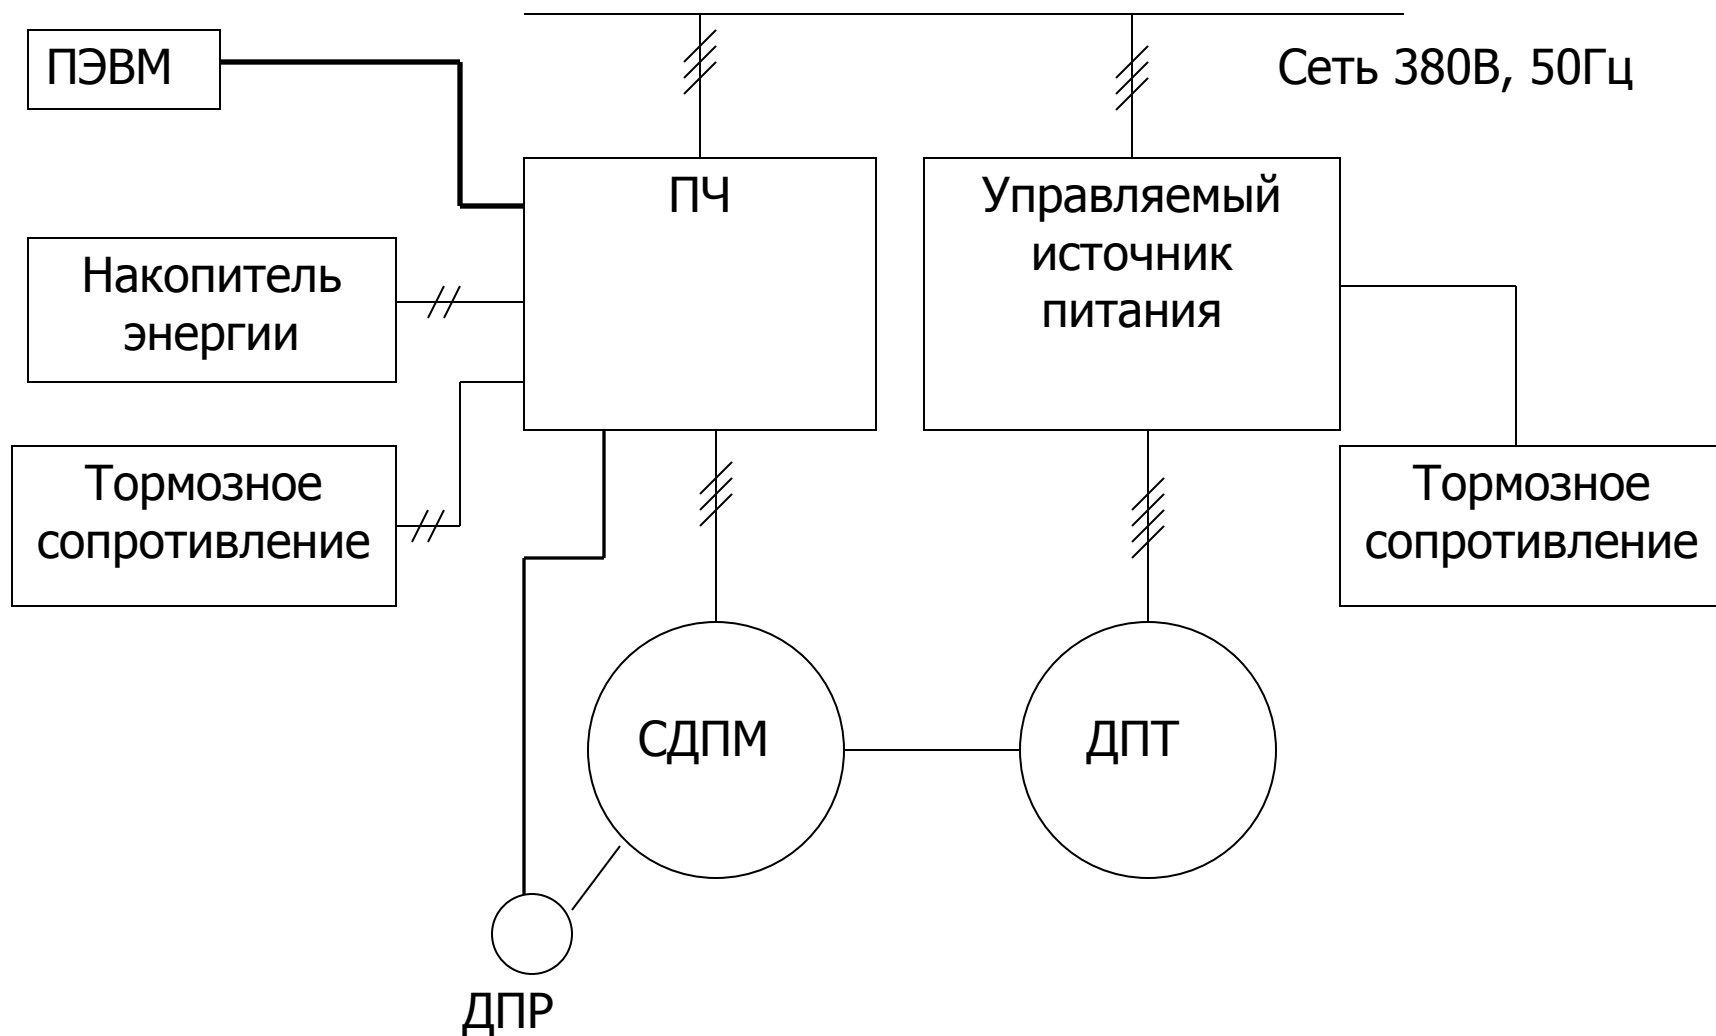 ПЭВМ
Сеть 380В, 50Гц
ПЧ
Управляемый
источник
питания
Накопитель
энергии
Тормозное
сопротивление
Тормозное
сопротивление
СДПМ
ДПТ
ДПР